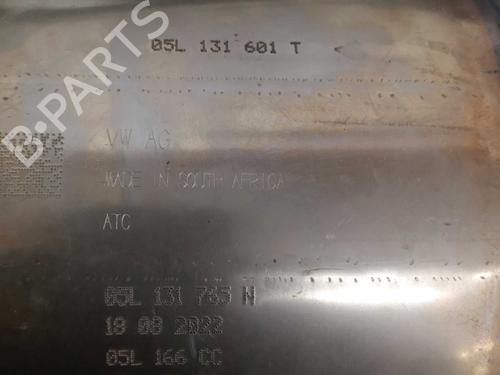 05L 131 601 T
VW AG
MADE IN SOUTH AFRICA
ATC
05L 131 765 N
18 08 2022
05L 166 CC
B-PARTS